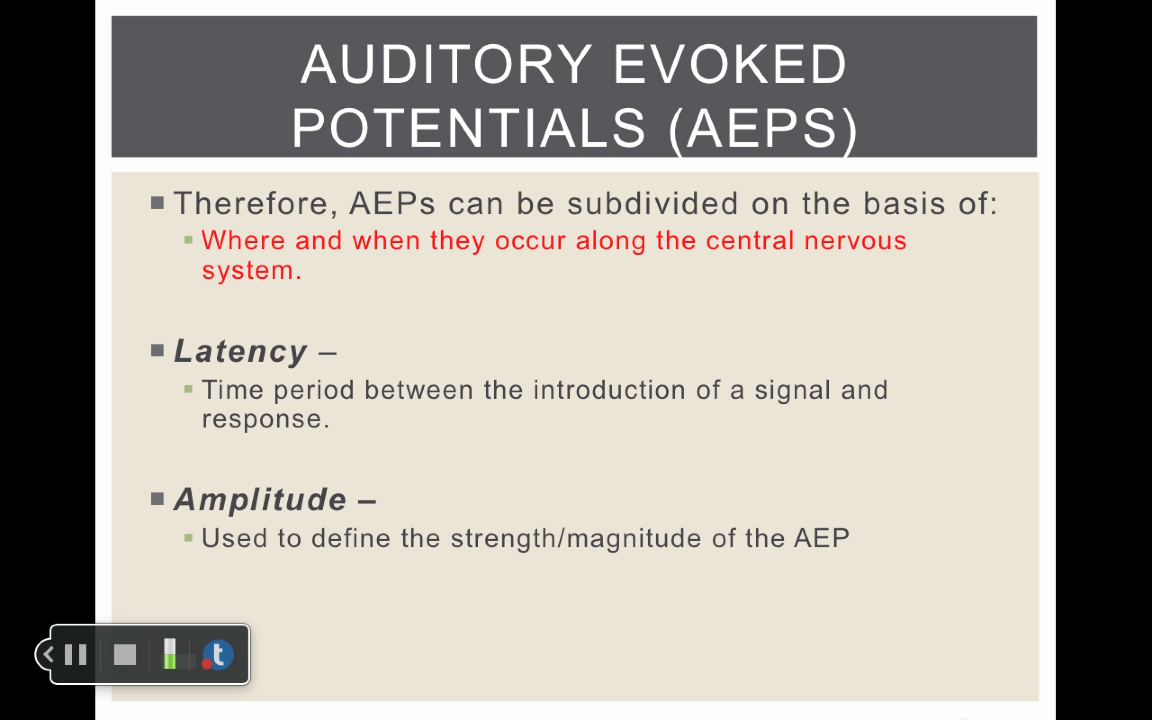 AUDITORY EVOKED
POTENTIALS (AEPS)
Therefore, AEPs can be subdivided on the basis of:
Where and when they occur along the central nervous
system.
Latency –
Time period between the introduction of a signal and
response.
Amplitude –
Used to define the strength/magnitude of the AEP
t